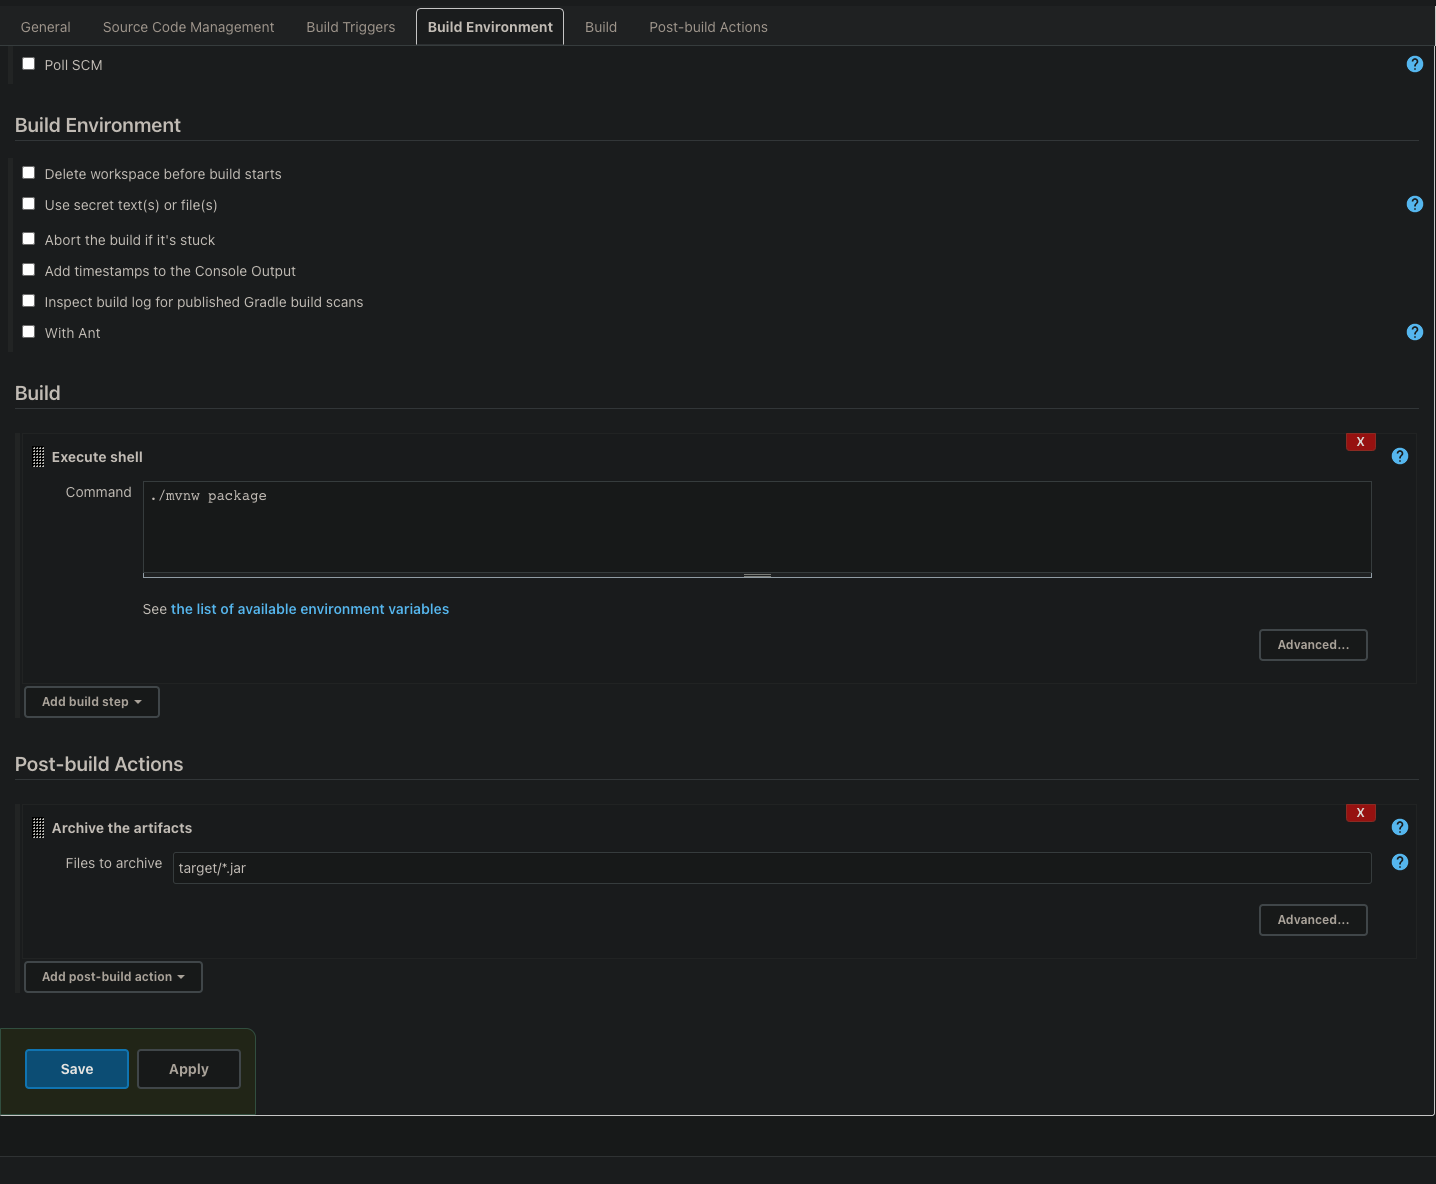 General Source Code Management Build Triggers Build Environment Build Post-build Actions
Poll SCM ?
Build Environment
Delete workspace before build starts
Use secret text(s) or file(s) ?
Abort the build if it's stuck
Add timestamps to the Console Output
Inspect build log for published Gradle build scans
With Ant ?
Build
X
Execute shell ?
Command ./mvnw package
See the list of available environment variables
Advanced...
Add build step
Post-build Actions
X
Archive the artifacts ?
Files to archive target/*.jar ?
Advanced...
Add post-build action
Save Apply